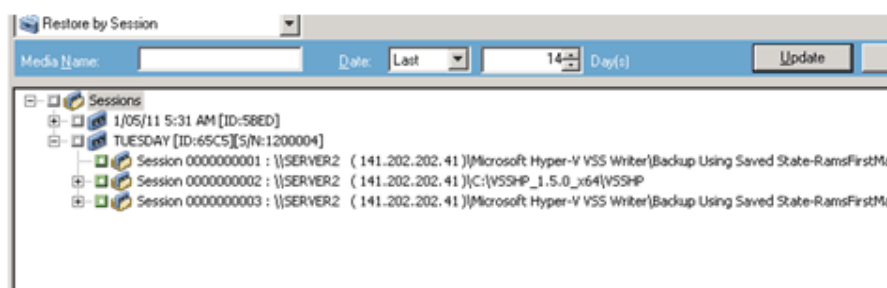 Restore by Session
Media Name: Date: Last 14 Day(s) Update
Sessions
1/05/11 5:31 AM [ID:5BED]
TUESDAY [ID:65C5][S/N:1200004]
Session 0000000001 : \\SERVER2 ( 141.202.202.41 )\Microsoft Hyper-V VSS Writer\Backup Using Saved State-RamsFirstMa
Session 0000000002 : \\SERVER2 ( 141.202.202.41 )\C:\VSSHP_1.5.0_x64\VSSHP
Session 0000000003 : \\SERVER2 ( 141.202.202.41 )\Microsoft Hyper-V VSS Writer\Backup Using Saved State-RamsFirstMa